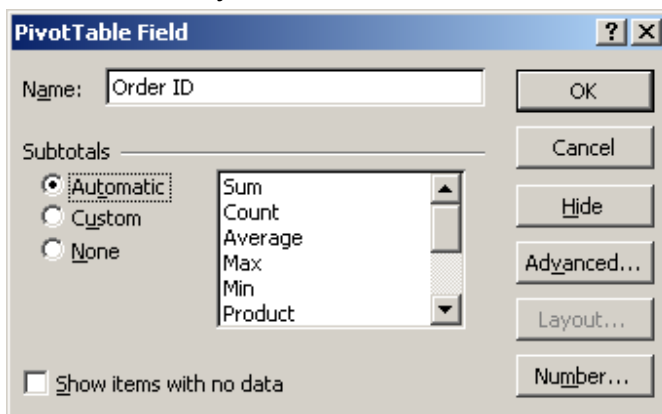 PivotTable Field
Name: Order ID
OK
Subtotals
Cancel
Automatic
Custom
None
Sum
Count
Average
Max
Min
Product
Hide
Advanced...
Layout...
Show items with no data
Number...